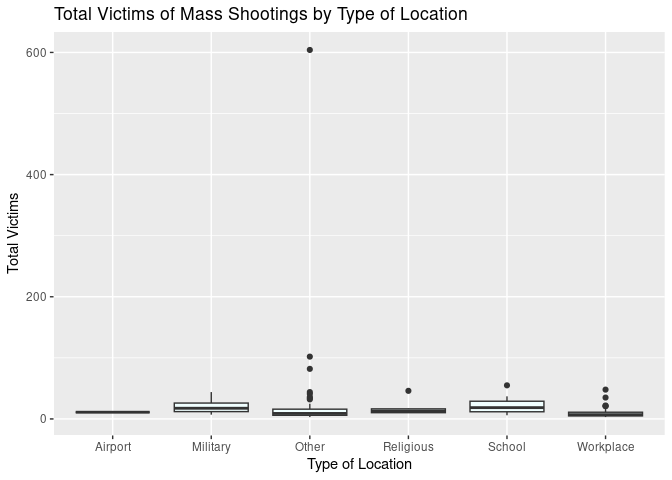 Total Victims of Mass Shootings by Type of Location
600
400
200
0
Total Victims
Airport Military Other Religious School Workplace
Type of Location